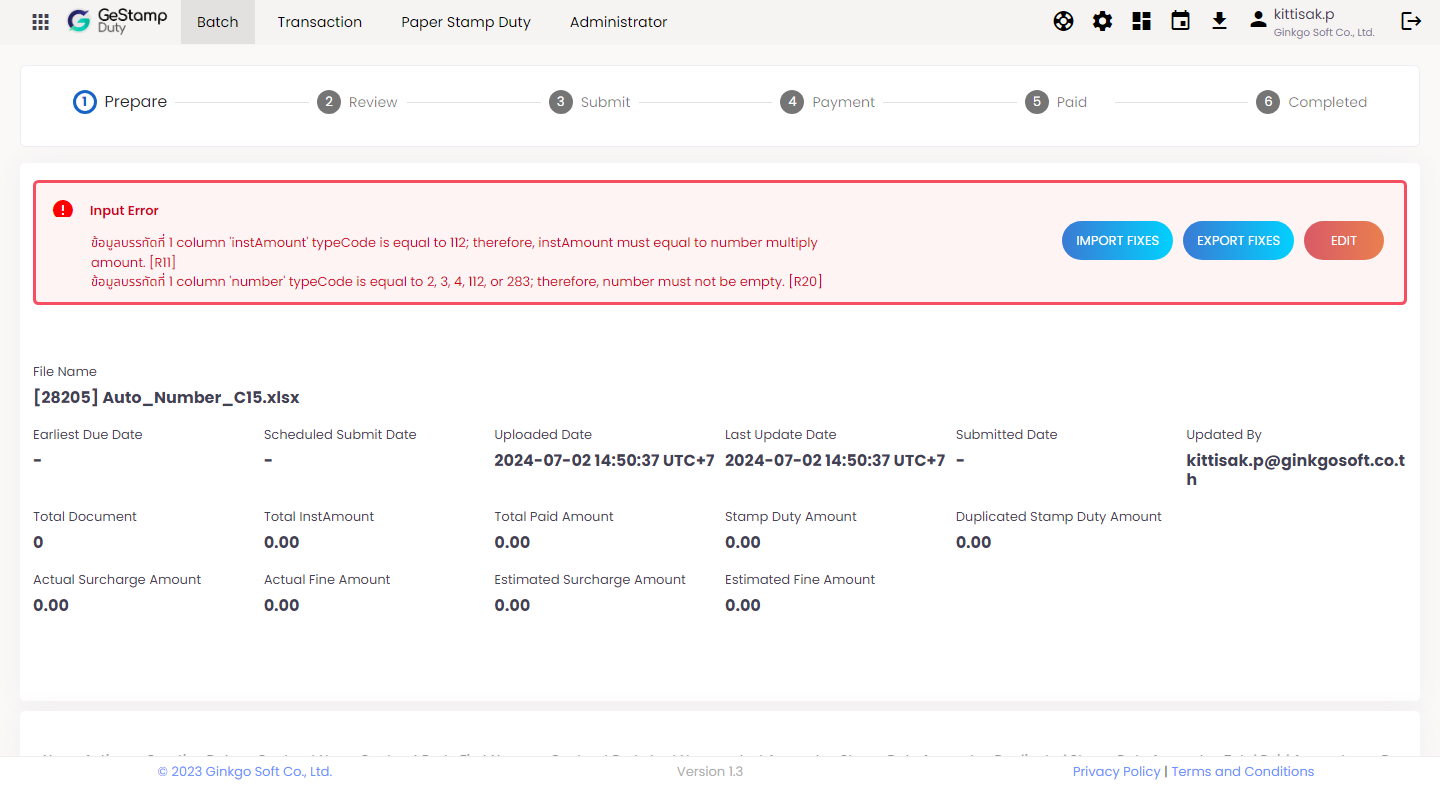 GeStamp
Duty
Batch
Transaction
Paper Stamp Duty
Administrator
kittisak.p
Ginkgo Soft Co., Ltd.
1 Prepare
2 Review
3 Submit
4 Payment
5 Paid
6 Completed
Input Error
ข้อมูลบรรทัดที่ 1 column 'instAmount' typeCode is equal to 112; therefore, instAmount must equal to number multiply
amount. [R11]
ข้อมูลบรรทัดที่ 1 column 'number' typeCode is equal to 2, 3, 4, 112, or 283; therefore, number must not be empty. [R20]
IMPORT FIXES
EXPORT FIXES
EDIT
File Name
[28205] Auto_Number_C15.xlsx
Earliest Due Date
-
Scheduled Submit Date
-
Uploaded Date
2024-07-02 14:50:37 UTC+7
Last Update Date
2024-07-02 14:50:37 UTC+7
Submitted Date
-
Updated By
kittisak.p@ginkgosoft.co.t
h
Total Document
0
Total InstAmount
0.00
Total Paid Amount
0.00
Stamp Duty Amount
0.00
Duplicated Stamp Duty Amount
0.00
Actual Surcharge Amount
0.00
Actual Fine Amount
0.00
Estimated Surcharge Amount
0.00
Estimated Fine Amount
0.00
© 2023 Ginkgo Soft Co., Ltd.
Version 1.3
Privacy Policy | Terms and Conditions